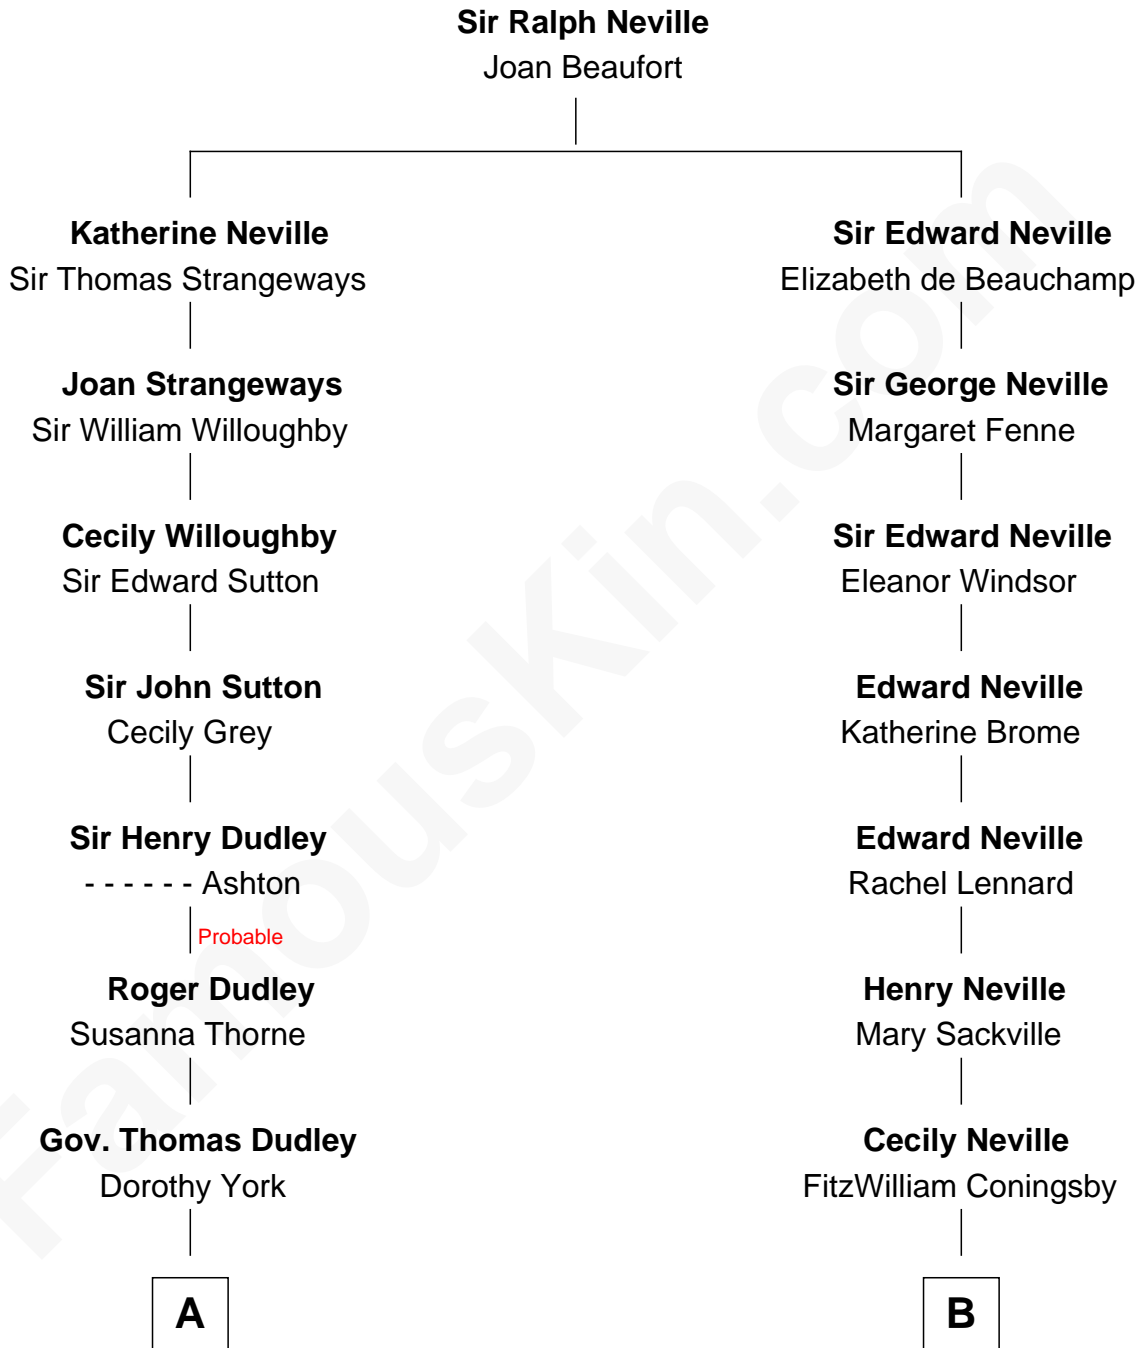 Sir Ralph Neville
Joan Beaufort
Katherine Neville
Sir Thomas Strangeways
Joan Strangeways
Sir William Willoughby
Cecily Willoughby
Sir Edward Sutton
Sir John Sutton
Cecily Grey
Sir Henry Dudley
- - - - - - Ashton
Probable
Roger Dudley
Susanna Thorne
Gov. Thomas Dudley
Dorothy York
A
Sir Edward Neville
Elizabeth de Beauchamp
Sir George Neville
Margaret Fenne
Sir Edward Neville
Eleanor Windsor
Edward Neville
Katherine Brome
Edward Neville
Rachel Lennard
Henry Neville
Mary Sackville
Cecily Neville
FitzWilliam Coningsby
B
FamousKin.com